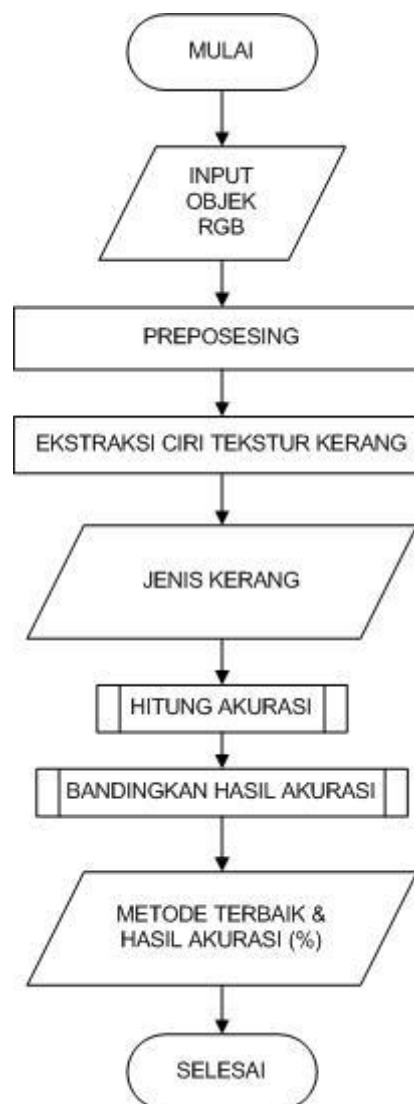 MULAI
INPUT
OBJEK
RGB
PREPOSESING
EKSTRAKSI CIRI TEKSTUR KERANG
JENIS KERANG
HITUNG AKURASI
BANDINGKAN HASIL AKURASI
METODE TERBAIK &
HASIL AKURASI (%)
SELESAI